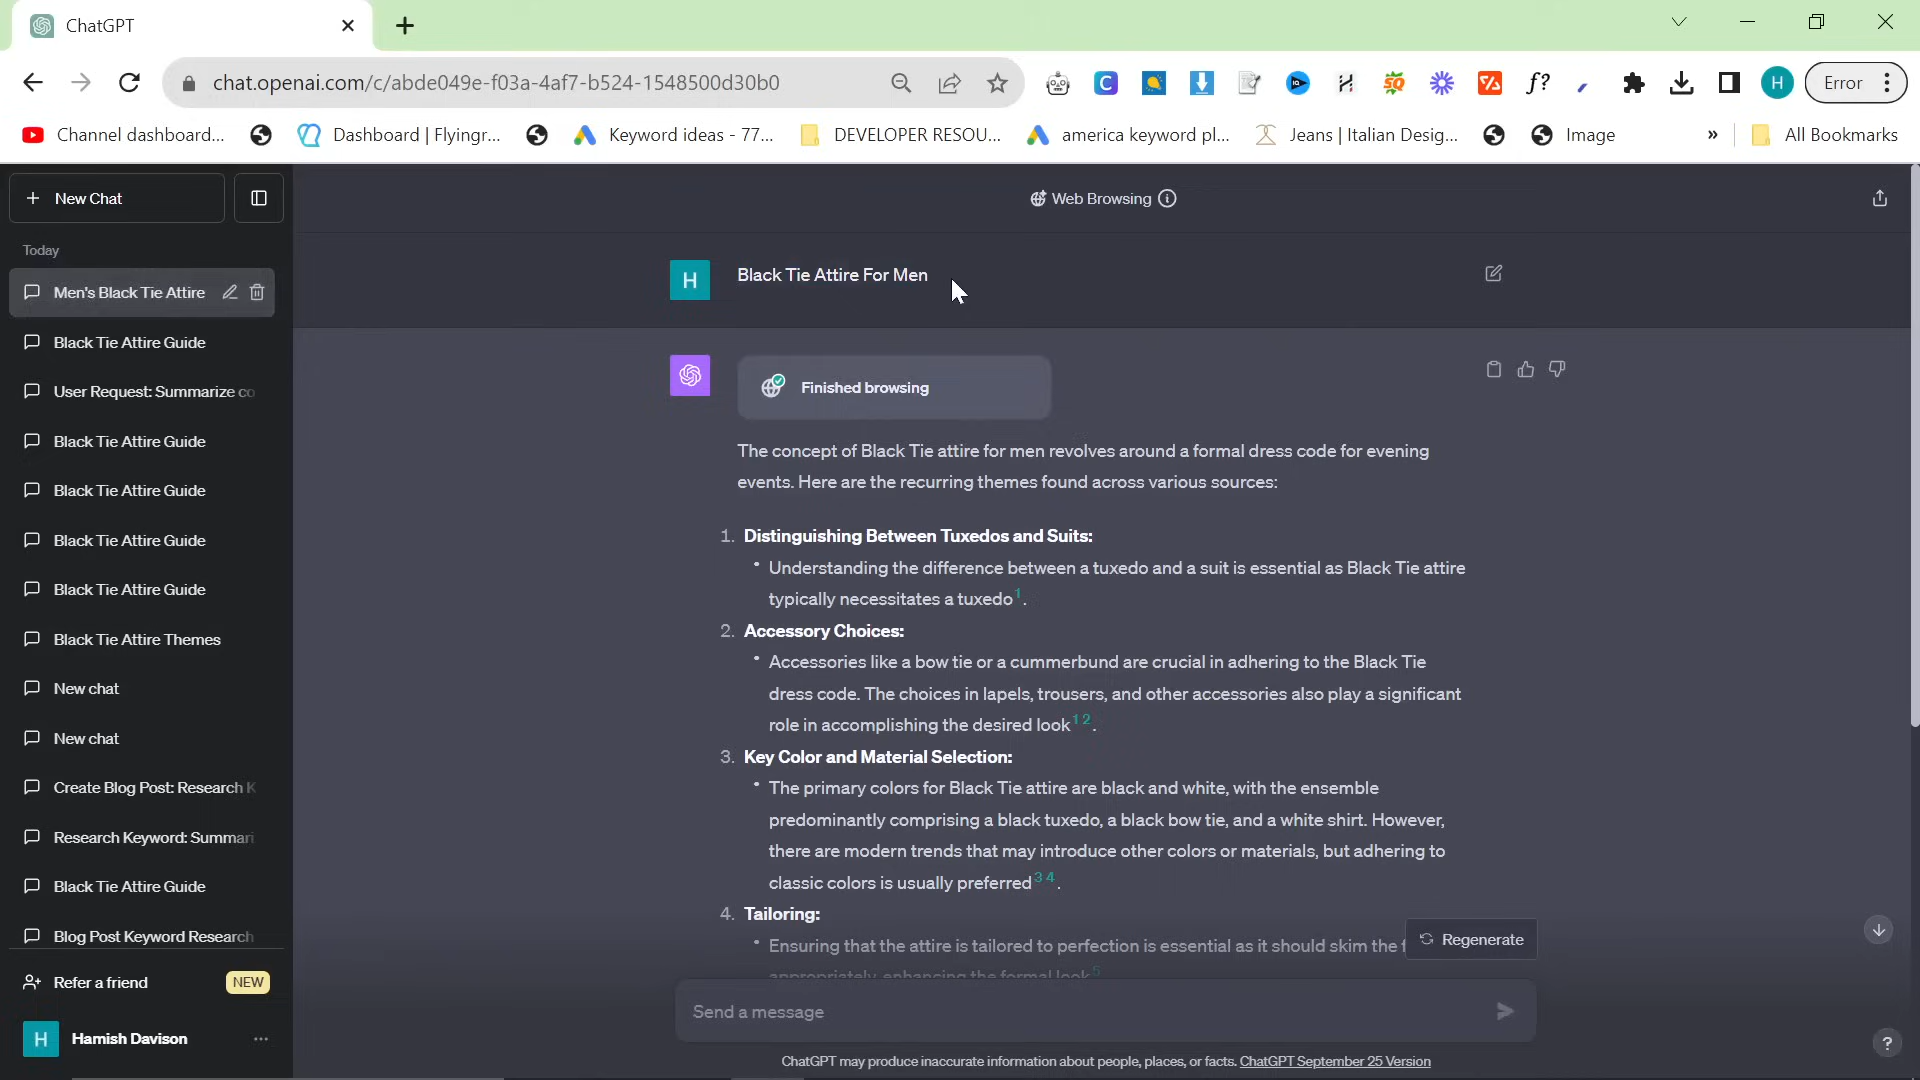 ChatGPT
chat.openai.com/c/abde049e-f03a-4af7-b524-1548500d30b0
Error
Channel dashboard...
Dashboard | Flyingr...
Keyword ideas - 77...
DEVELOPER RESOU...
america keyword pl...
Jeans | Italian Desig...
Image
»
All Bookmarks
New Chat
Web Browsing
Today
Men's Black Tie Attire
Black Tie Attire Guide
User Request: Summarize co
Black Tie Attire Guide
Black Tie Attire Guide
Black Tie Attire Guide
Black Tie Attire Guide
Black Tie Attire Themes
New chat
New chat
Create Blog Post: Research K
Research Keyword: Summari
Black Tie Attire Guide
Blog Post Keyword Research
Refer a friend
NEW
H
Hamish Davison
H
Black Tie Attire For Men
Finished browsing
The concept of Black Tie attire for men revolves around a formal dress code for evening
events. Here are the recurring themes found across various sources:
1. Distinguishing Between Tuxedos and Suits:
• Understanding the difference between a tuxedo and a suit is essential as Black Tie attire
typically necessitates a tuxedo 1.
2. Accessory Choices:
• Accessories like a bow tie or a cummerbund are crucial in adhering to the Black Tie
dress code. The choices in lapels, trousers, and other accessories also play a significant
role in accomplishing the desired look 1 2.
3. Key Color and Material Selection:
• The primary colors for Black Tie attire are black and white, with the ensemble
predominantly comprising a black tuxedo, a black bow tie, and a white shirt. However,
there are modern trends that may introduce other colors or materials, but adhering to
classic colors is usually preferred 3 4.
4. Tailoring:
• Ensuring that the attire is tailored to perfection is essential as it should skim the f
appropriately, enhancing the formal look 5
Regenerate
Send a message
ChatGPT may produce inaccurate information about people, places, or facts. ChatGPT September 25 Version
?